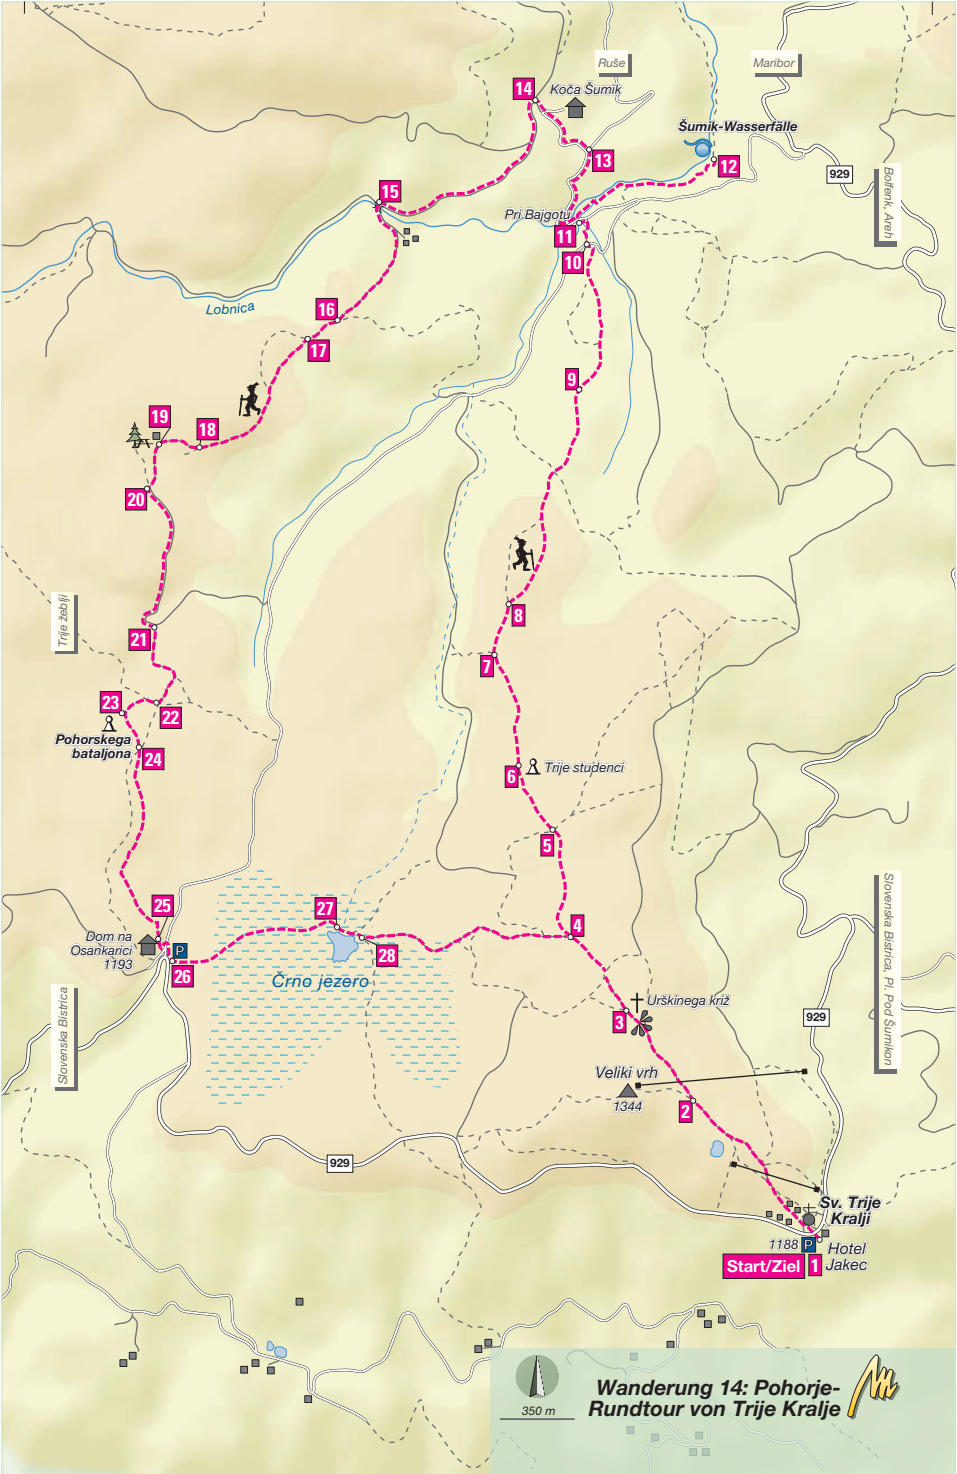 Ruše
Maribor
14
Koča Šumik
Šumik-Wasserfälle
13
12
929
Bolfenk, Areh
15
Pri Bajgotu
11
10
Lobnica
16
17
9
19
18
20
8
Trije žeblji
21
7
23
22
Pohorskega
bataljona
24
6
Trije studenci
5
Slovenska Bistrica, Pl. Pod Šumikom
25
27
4
Dom na
Osankarici
1193
P
26
28
Črno jezero
Slovenska Bistrica
3
Urškinega križ
929
Veliki vrh
1344
2
929
Sv. Trije
Kralji
1188 P
Hotel
Jakec
Start/Ziel 1
350 m
Wanderung 14: Pohorje-
Rundtour von Trije Kralje